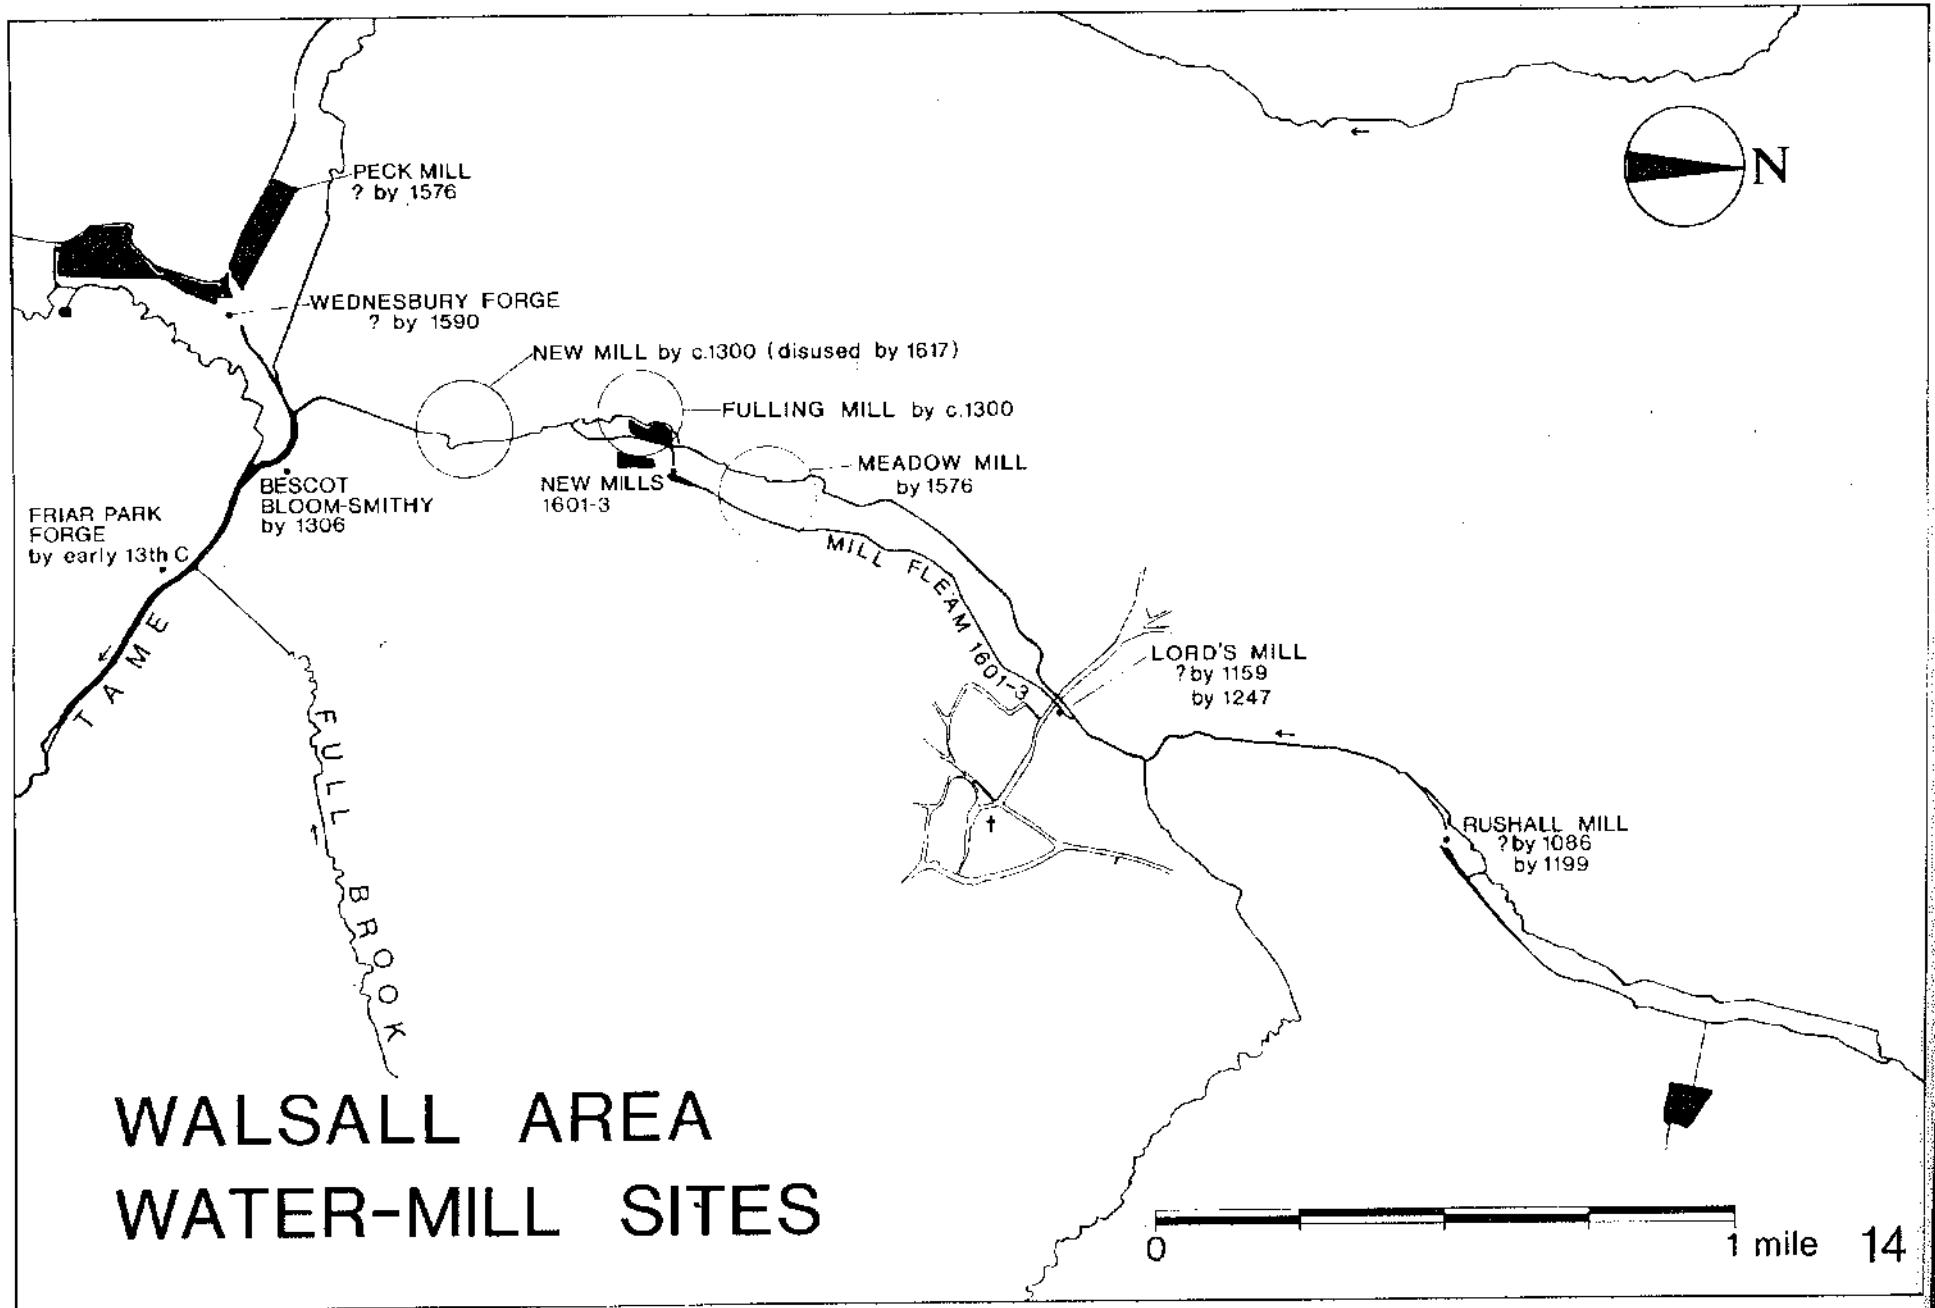 N
PECK MILL
? by 1576
WEDNESBURY FORGE
? by 1590
NEW MILL by c.1300 (disused by 1617)
FULLING MILL by c.1300
MEADOW MILL
by 1576
NEW MILLS
1601-3
BESCOT
BLOOM-SMITHY
by 1306
FRIAR PARK
FORGE
by early 13th C
MILL FLEAM 1601-3
TAME
LORD'S MILL
? by 1159
by 1247
FULL BROOK
RUSHALL MILL
? by 1086
by 1199
WALSALL AREA
WATER-MILL SITES
0 1 mile
14